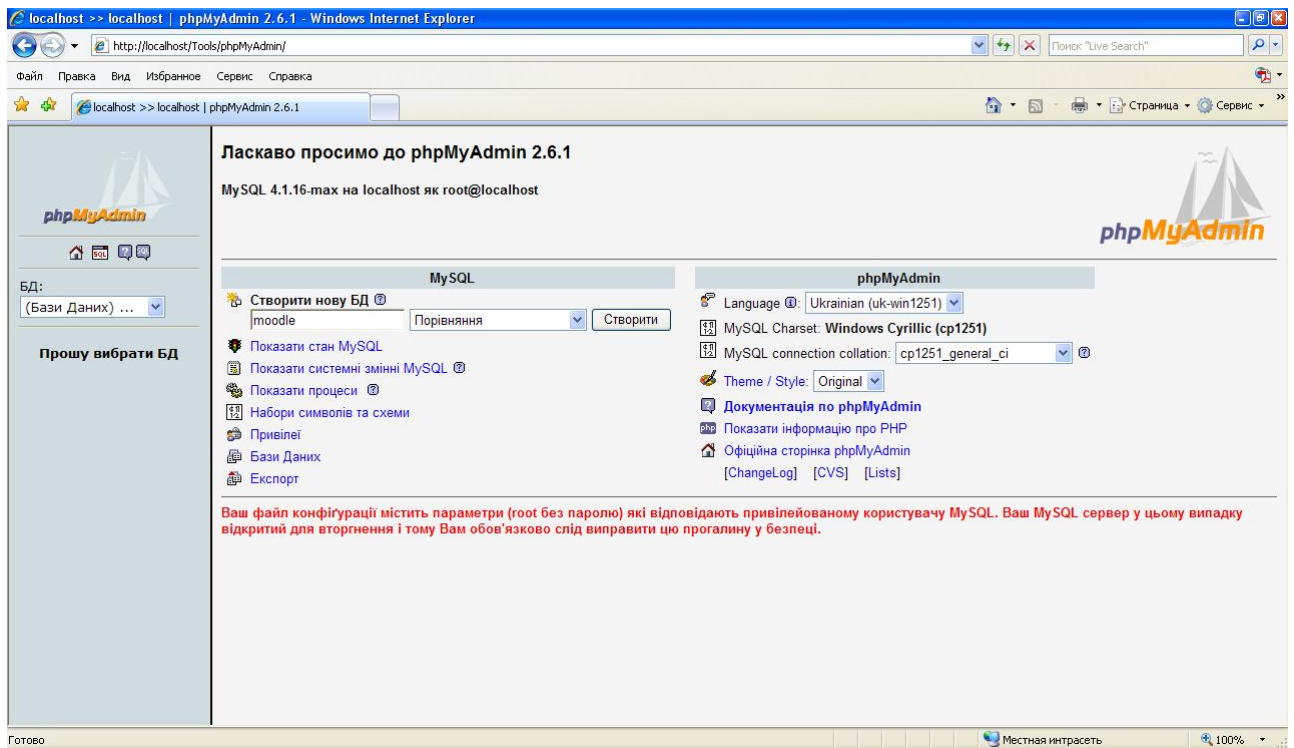 localhost >> localhost | phpMyAdmin 2.6.1 - Windows Internet Explorer
http://localhost/Tools/phpMyAdmin/
Поиск "Live Search"
Файл Правка Вид Избранное Сервис Справка
localhost >> localhost | phpMyAdmin 2.6.1
Страница Сервис
phpMyAdmin
SQL
БД:
(Бази Даних) ...
Прошу вибрати БД
Ласкаво просимо до phpMyAdmin 2.6.1
MySQL 4.1.16-max на localhost як root@localhost
phpMyAdmin
MySQL
Створити нову БД
moodle Порівняння Створити
Показати стан MySQL
Показати системні змінні MySQL
Показати процеси
Набори символів та схеми
Привілеї
Бази Даних
Експорт
phpMyAdmin
Language : Ukrainian (uk-win1251)
MySQL Charset: Windows Cyrillic (cp1251)
MySQL connection collation: cp1251_general_ci
Theme / Style: Original
Документація по phpMyAdmin
php Показати інформацію про PHP
Офіційна сторінка phpMyAdmin
[ChangeLog] [CVS] [Lists]
Ваш файл конфіґурації містить параметри (root без паролю) які відповідають привілейованому користувачу MySQL. Ваш MySQL сервер у цьому випадку
відкритий для вторгнення і тому Вам обов'язково слід виправити цю прогалину у безпеці.
Готово
Местная интрасеть
100%